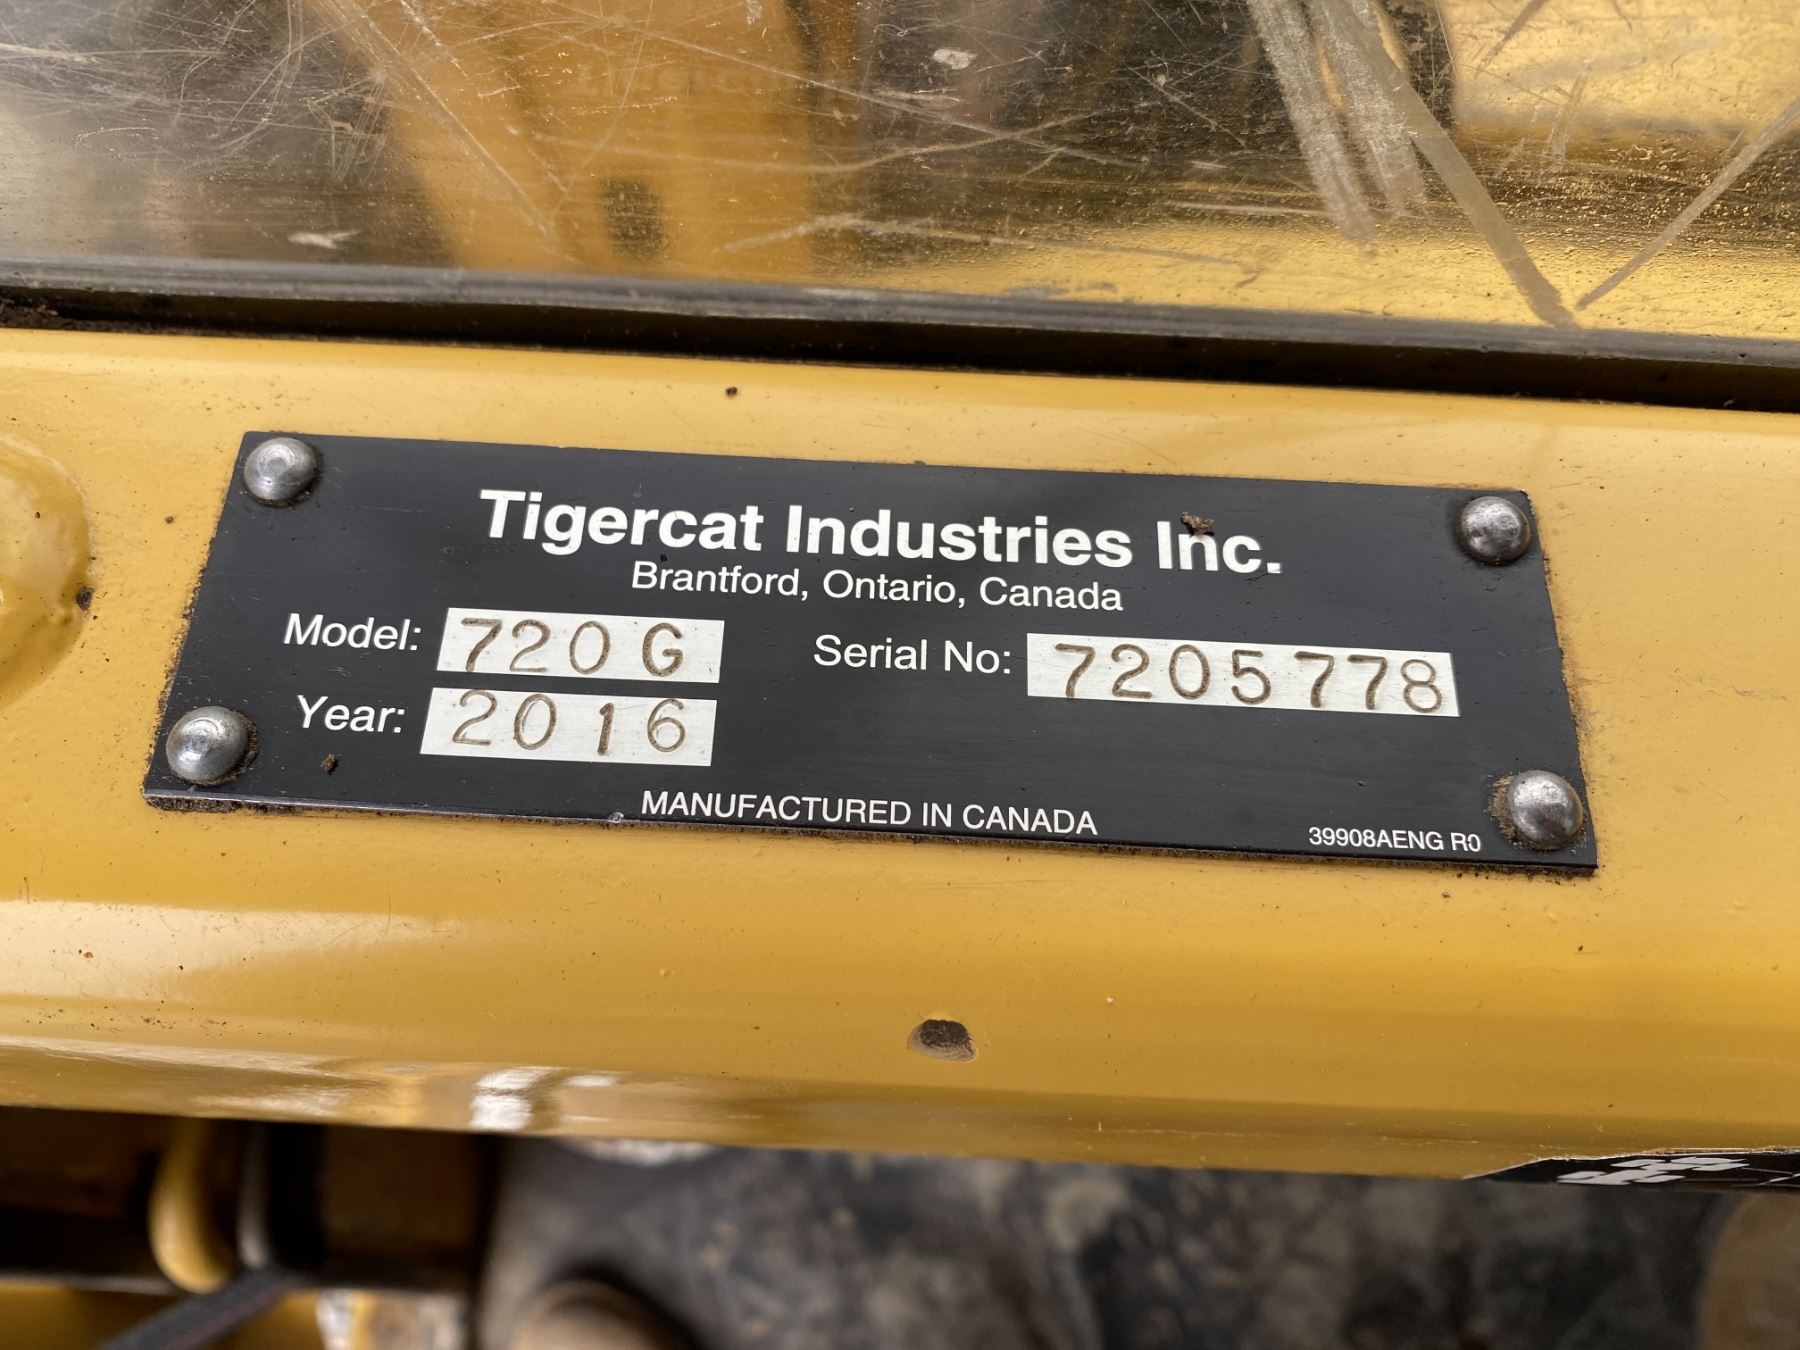 Tigercat Industries Inc.
Brantford, Ontario, Canada
Model: 720G Serial No: 7205778
Year: 2016
MANUFACTURED IN CANADA
39908AENG R0